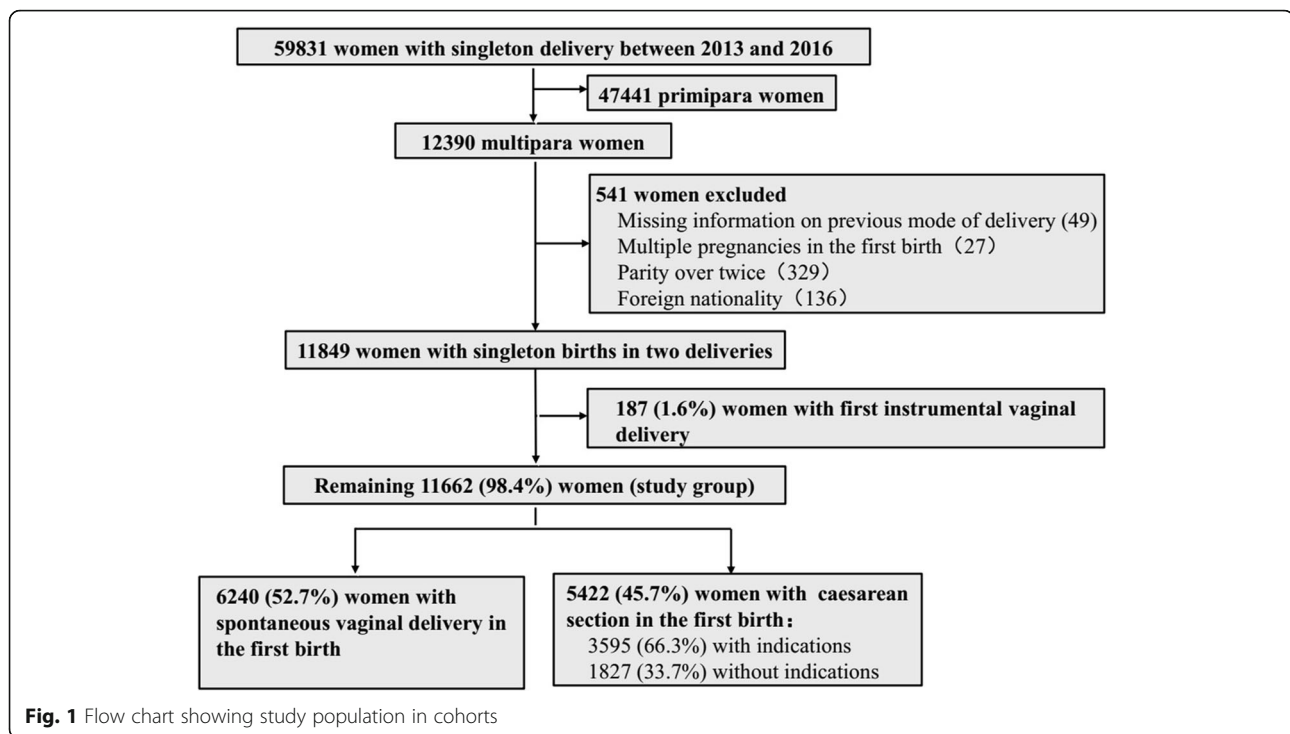 59831 women with singleton delivery between 2013 and 2016
47441 primipara women
12390 multipara women
541 women excluded
Missing information on previous mode of delivery (49)
Multiple pregnancies in the first birth（27）
Parity over twice（329）
Foreign nationality（136）
11849 women with singleton births in two deliveries
187 (1.6%) women with first instrumental vaginal
delivery
Remaining 11662 (98.4%) women (study group)
6240 (52.7%) women with
spontaneous vaginal delivery in
the first birth
5422 (45.7%) women with caesarean
section in the first birth：
3595 (66.3%) with indications
1827 (33.7%) without indications
Fig. 1 Flow chart showing study population in cohorts